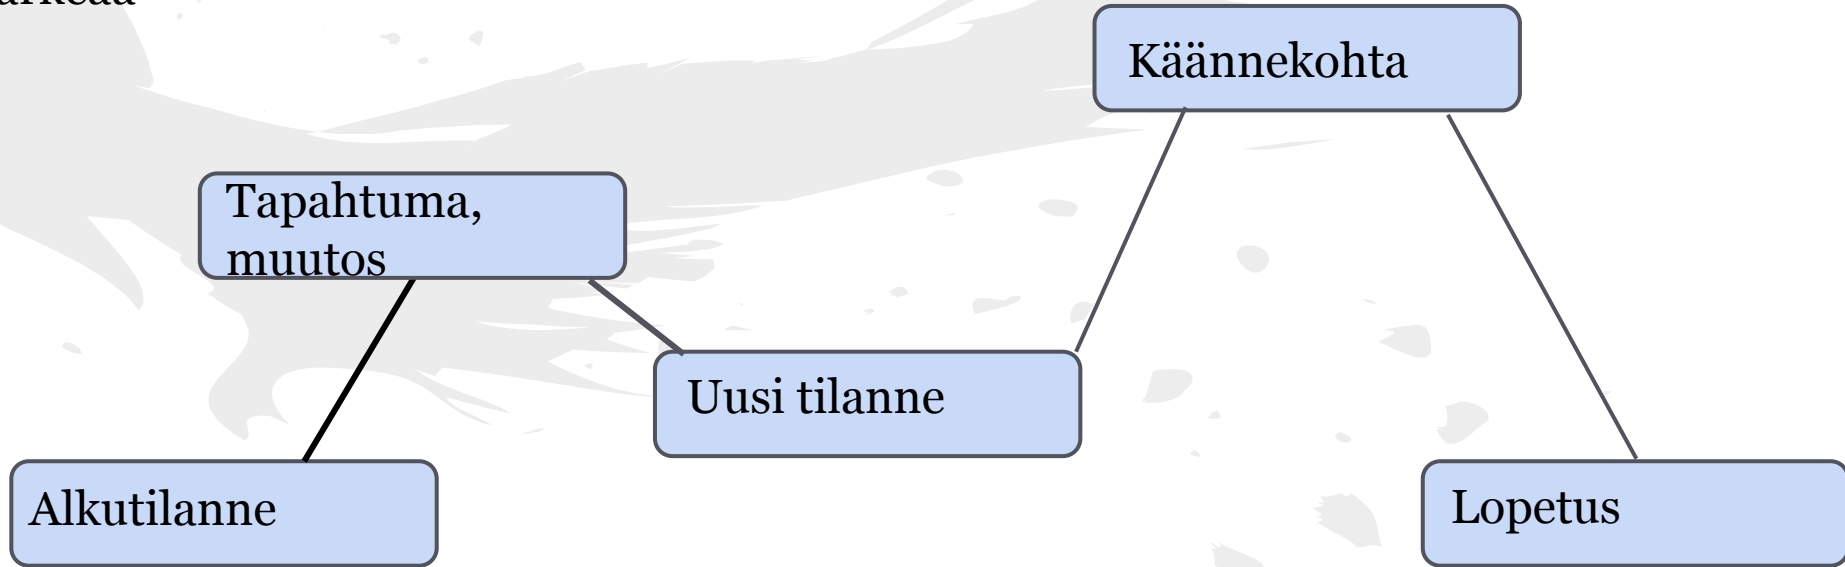 Käännekohta
Tapahtuma,
muutos
Uusi tilanne
Alkutilanne
Lopetus